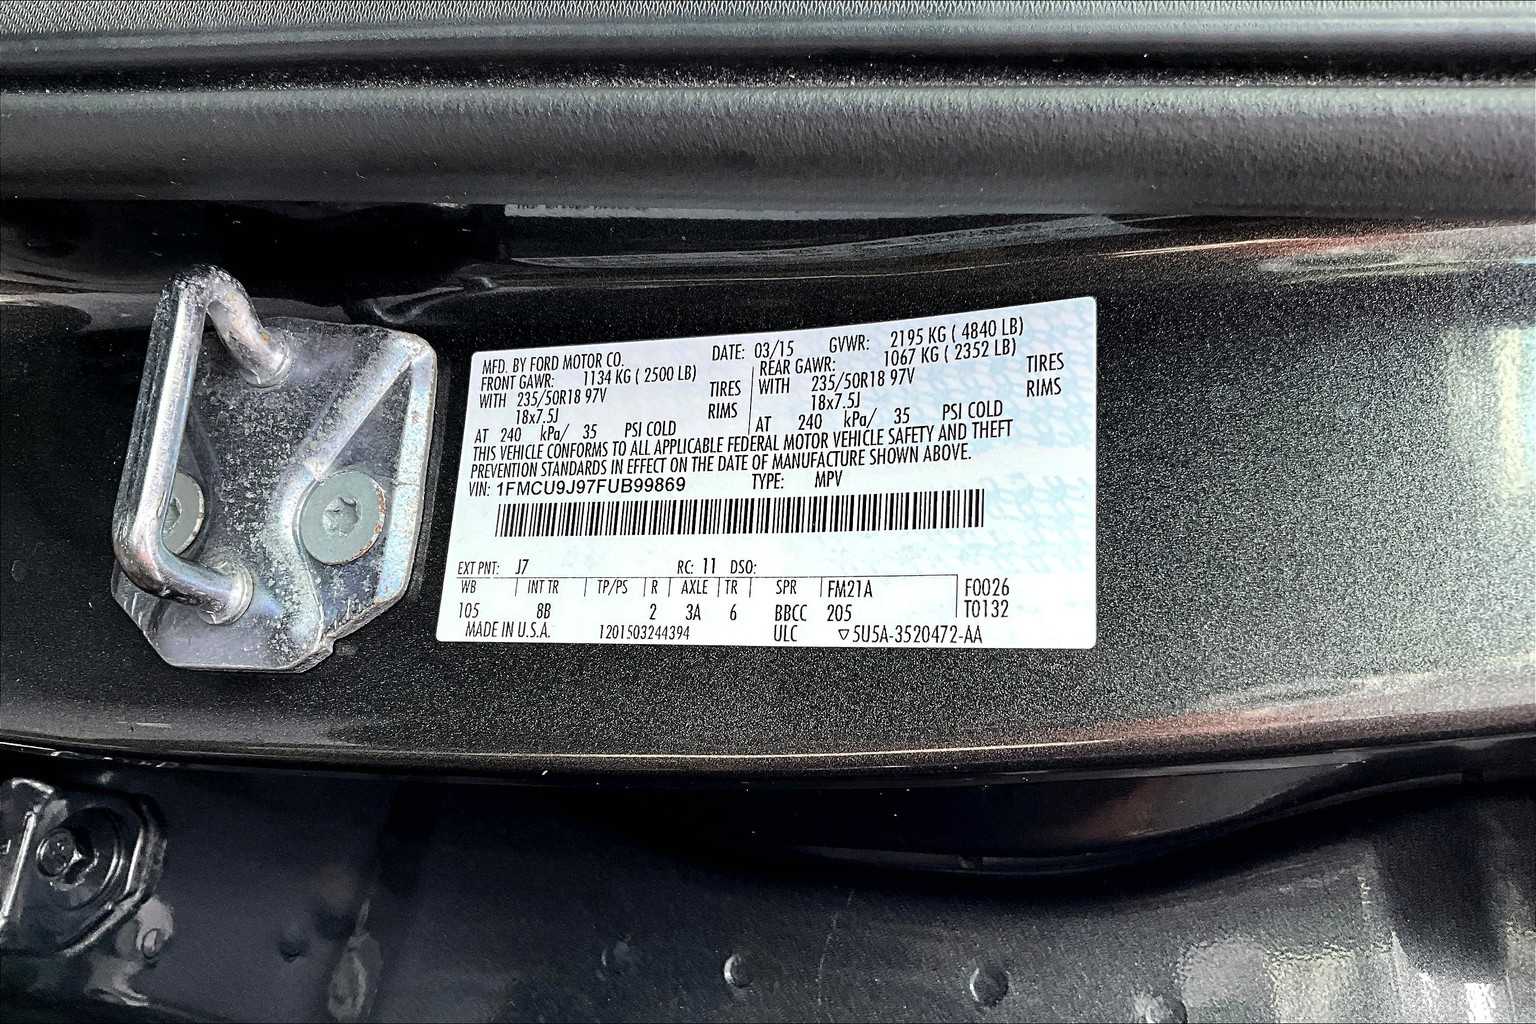 MFD. BY FORD MOTOR CO. DATE: 03/15 GVWR: 2195 KG ( 4840 LB)
FRONT GAWR: 1134 KG ( 2500 LB) REAR GAWR: 1067 KG ( 2352 LB)
WITH 235/50R18 97V TIRES WITH 235/50R18 97V TIRES
18x7.5J RIMS 18x7.5J RIMS
AT 240 kPa/ 35 PSI COLD AT 240 kPa/ 35 PSI COLD
THIS VEHICLE CONFORMS TO ALL APPLICABLE FEDERAL MOTOR VEHICLE SAFETY AND THEFT
PREVENTION STANDARDS IN EFFECT ON THE DATE OF MANUFACTURE SHOWN ABOVE.
VIN: 1FMCU9J97FUB99869 TYPE: MPV
EXT PNT: J7 RC: 11 DSO:
WB INT TR TP/PS R AXLE TR SPR FM21A F0026
105 8B 2 3A 6 BBCC 205 T0132
MADE IN U.S.A. 1201503244394 ULC ▽5U5A-3520472-AA